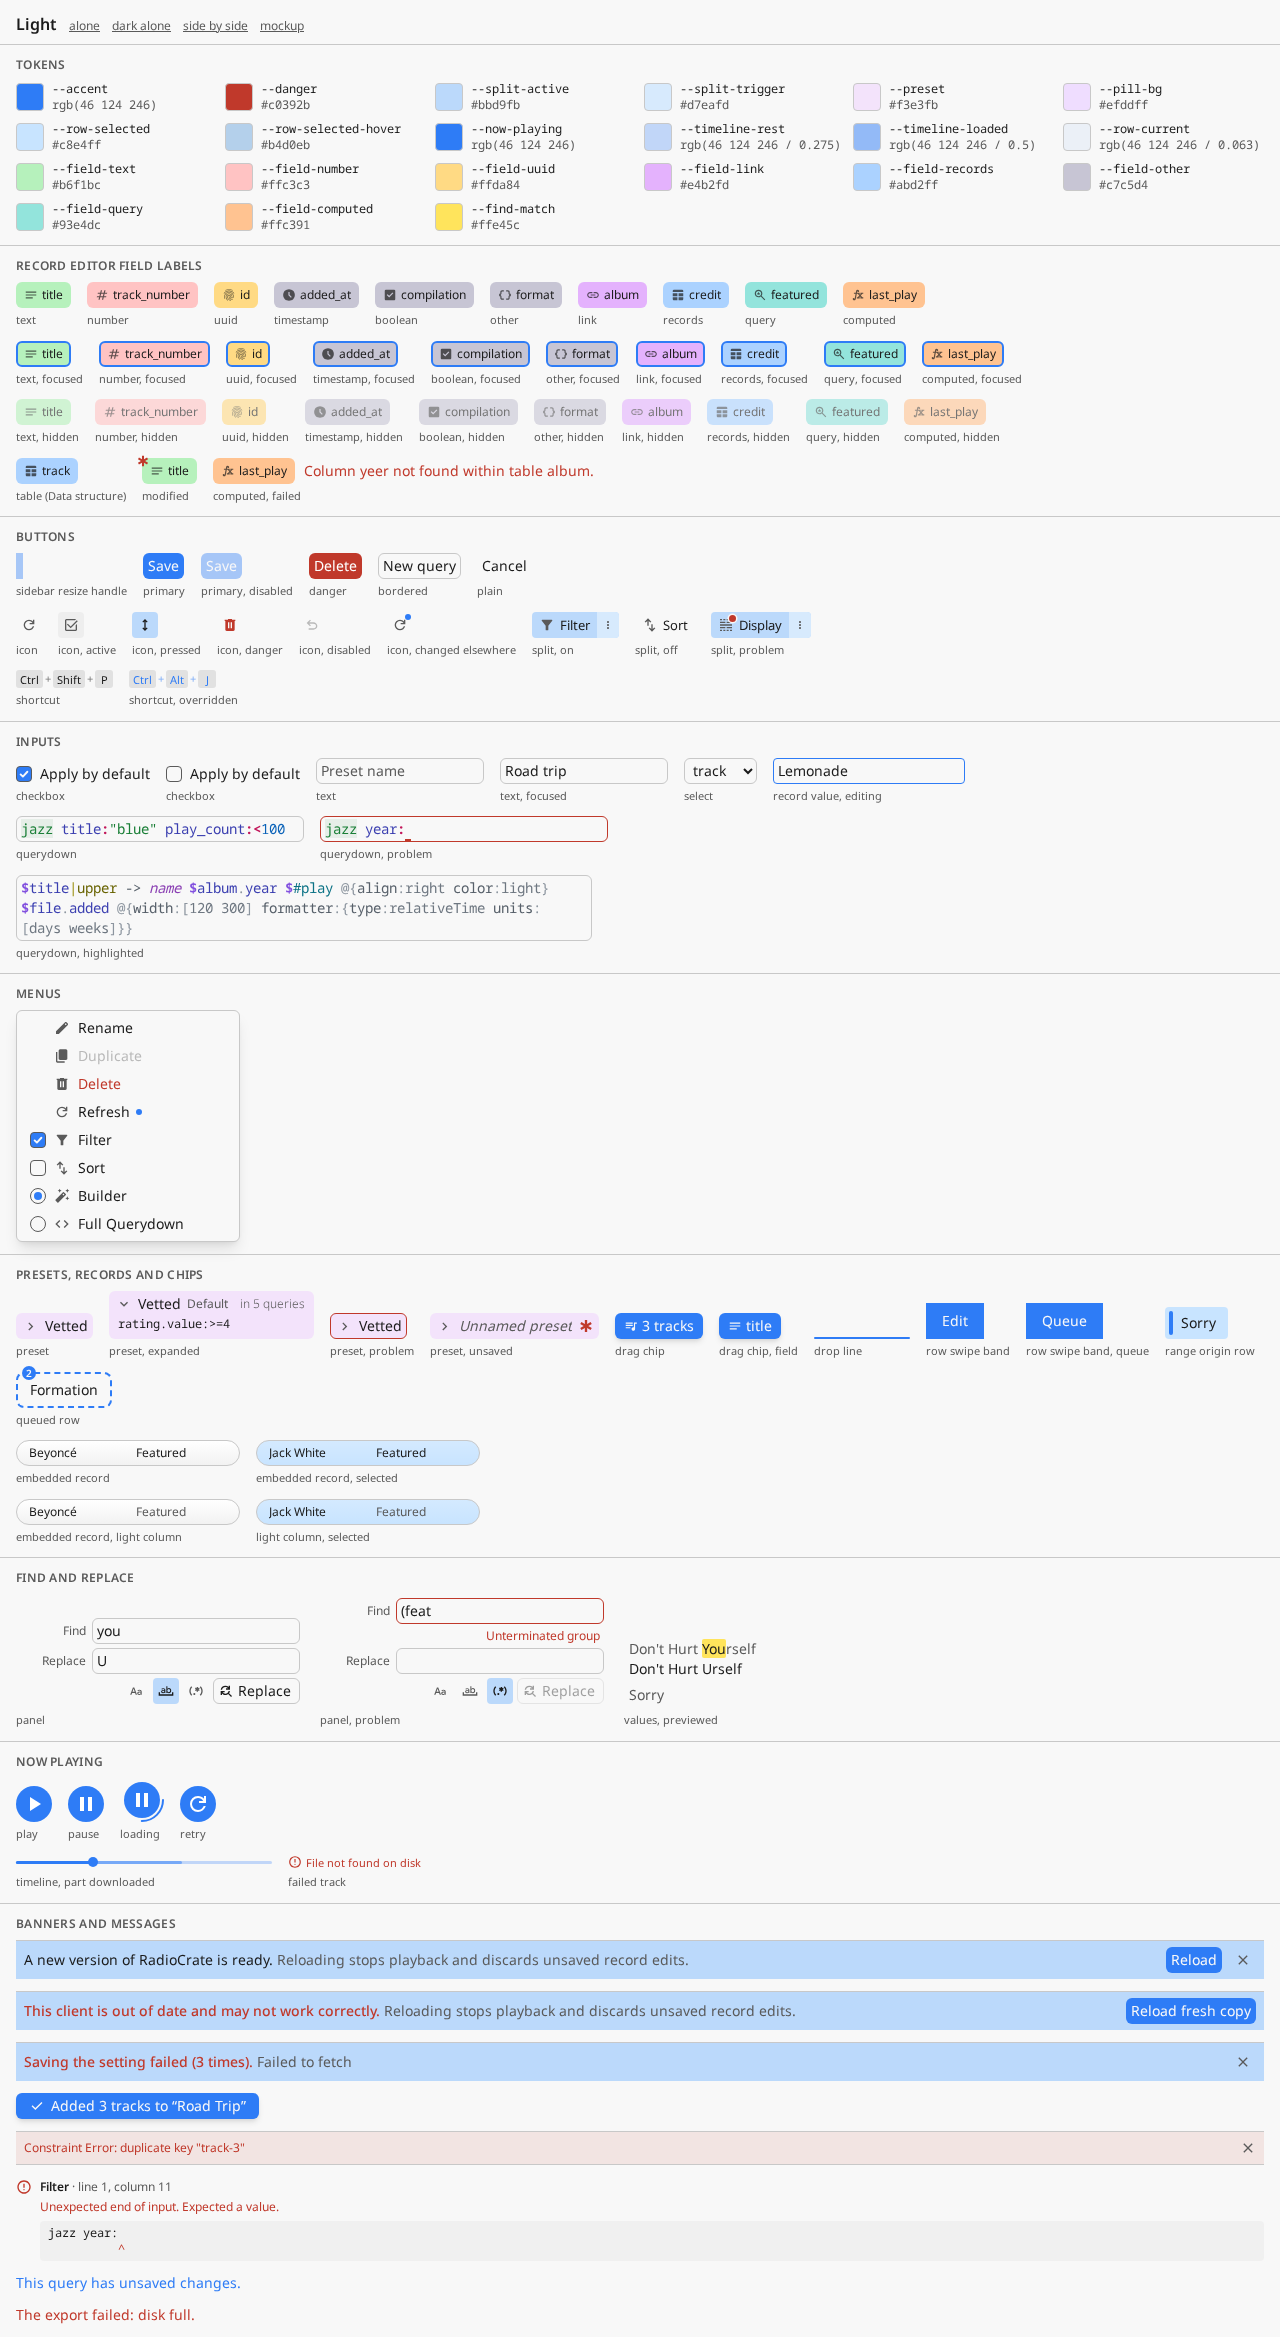 Light alone dark alone side by side mockup
TOKENS
--accent --danger --split-active --split-trigger --preset --pill-bg
rgb(46 124 246) #c0392b #bbd9fb #d7eafd #f3e3fb #efddff
--row-selected --row-selected-hover --now-playing --timeline-rest --timeline-loaded --row-current
#c8e4ff #b4d0eb rgb(46 124 246) rgb(46 124 246 / 0.275) rgb(46 124 246 / 0.5) rgb(46 124 246 / 0.063)
--field-text --field-number --field-uuid --field-link --field-records --field-other
#b6f1bc #ffc3c3 #ffda84 #e4b2fd #abd2ff #c7c5d4
--field-query --field-computed --find-match
#93e4dc #ffc391 #ffe45c
RECORD EDITOR FIELD LABELS
title track_number id added_at compilation format album credit featured last_play
text number uuid timestamp boolean other link records query computed
title track_number id added_at compilation format album credit featured last_play
text, focused number, focused uuid, focused timestamp, focused boolean, focused other, focused link, focused records, focused query, focused computed, focused
title track_number id added_at compilation format album credit featured last_play
text, hidden number, hidden uuid, hidden timestamp, hidden boolean, hidden other, hidden link, hidden records, hidden query, hidden computed, hidden
track * title last_play Column yeer not found within table album.
table (Data structure) modified computed, failed
BUTTONS
Save Save Delete New query Cancel
sidebar resize handle primary primary, disabled danger bordered plain
Filter Sort Display
icon icon, active icon, pressed icon, danger icon, disabled icon, changed elsewhere split, on split, off split, problem
Ctrl + Shift + P Ctrl + Alt + J
shortcut shortcut, overridden
INPUTS
Apply by default Apply by default Preset name Road trip track Lemonade
checkbox checkbox text text, focused select record value, editing
jazz title:"blue" play_count:<100 jazz year:
querydown querydown, problem
$title|upper -> name $album.year $#play @{align:right color:light}
$file.added @{width:[120 300] formatter:{type:relativeTime units:
[days weeks]}}
querydown, highlighted
MENUS
Rename
Duplicate
Delete
Refresh
Filter
Sort
Builder
Full Querydown
PRESETS, RECORDS AND CHIPS
Vetted Vetted Default in 5 queries Vetted Unnamed preset * 3 tracks title Edit Queue Sorry
rating.value:>=4
preset preset, expanded preset, problem preset, unsaved drag chip drag chip, field drop line row swipe band row swipe band, queue range origin row
2
Formation
queued row
Beyoncé Featured Jack White Featured
embedded record embedded record, selected
Beyoncé Featured Jack White Featured
embedded record, light column light column, selected
FIND AND REPLACE
Find you Find (feat
Unterminated group
Replace U Replace
Aa ab (.*) Replace Aa ab (.*) Replace
Don't Hurt Yourself
Don't Hurt Urself
Sorry
panel panel, problem values, previewed
NOW PLAYING
play pause loading retry
File not found on disk
timeline, part downloaded failed track
BANNERS AND MESSAGES
A new version of RadioCrate is ready. Reloading stops playback and discards unsaved record edits. Reload
This client is out of date and may not work correctly. Reloading stops playback and discards unsaved record edits. Reload fresh copy
Saving the setting failed (3 times). Failed to fetch
Added 3 tracks to “Road Trip”
Constraint Error: duplicate key "track-3"
Filter · line 1, column 11
Unexpected end of input. Expected a value.
jazz year:
^
This query has unsaved changes.
The export failed: disk full.